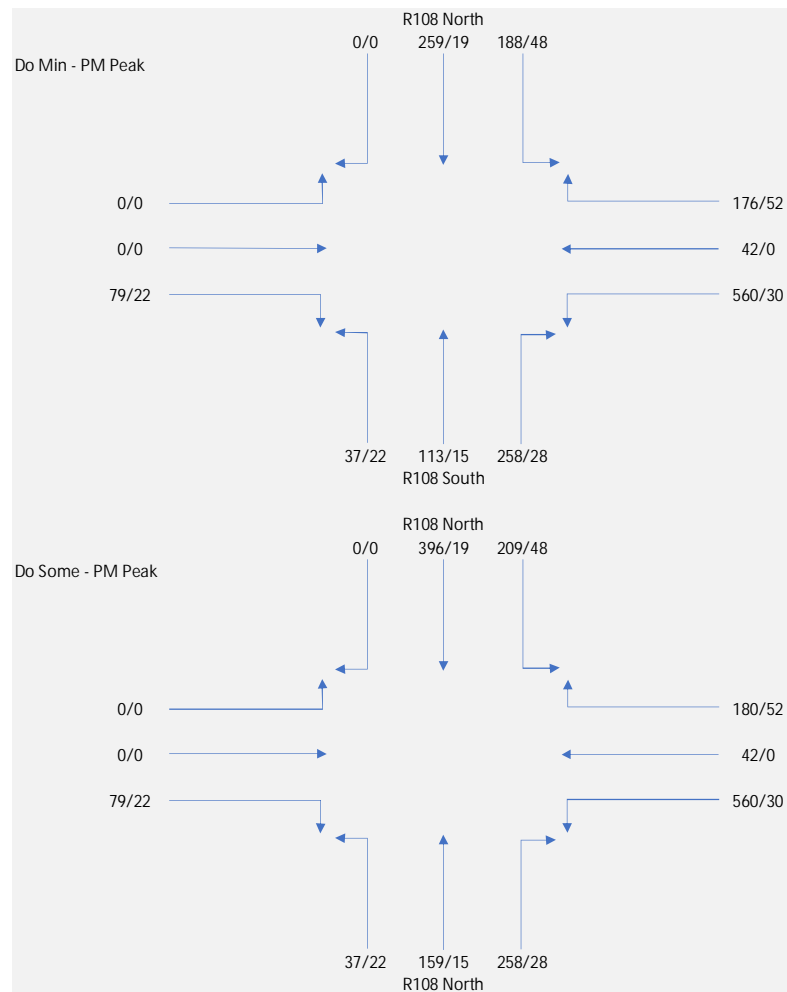 R108 North
0/0 259/19 188/48
Do Min - PM Peak
0/0 176/52
0/0 42/0
79/22 560/30
37/22 113/15 258/28
R108 South
R108 North
0/0 396/19 209/48
Do Some - PM Peak
0/0 180/52
0/0 42/0
79/22 560/30
37/22 159/15 258/28
R108 North